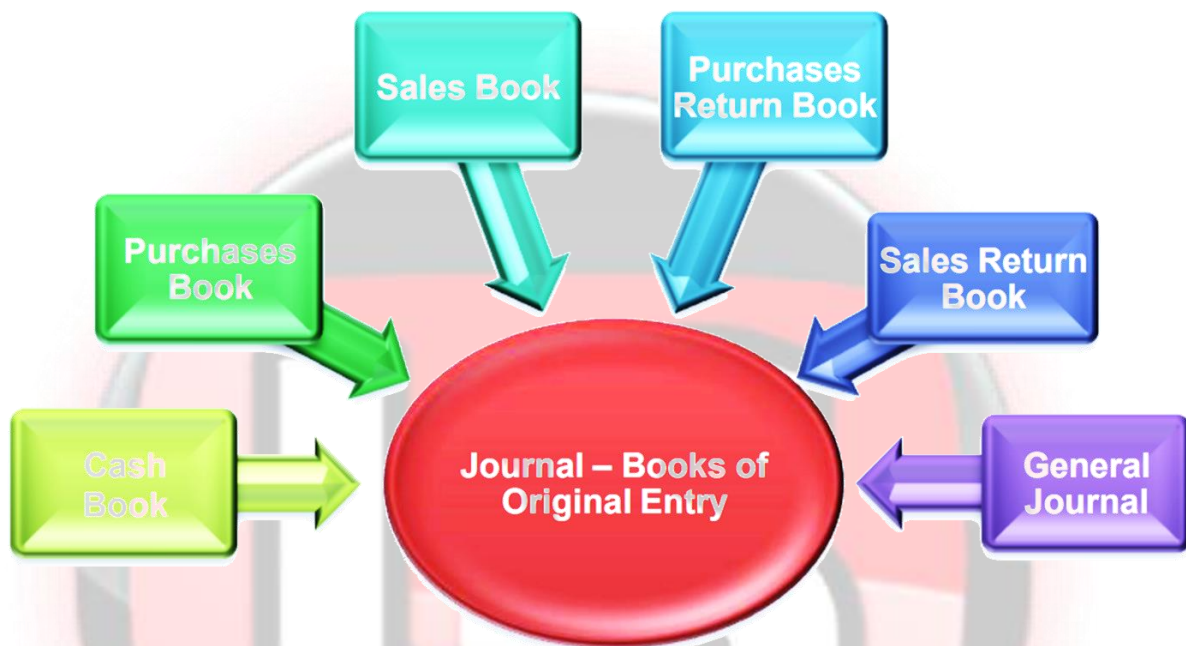 Sales Book
Purchases
Return Book
Purchases
Book
Sales Return
Book
Cash
Book
Journal – Books of
Original Entry
General
Journal